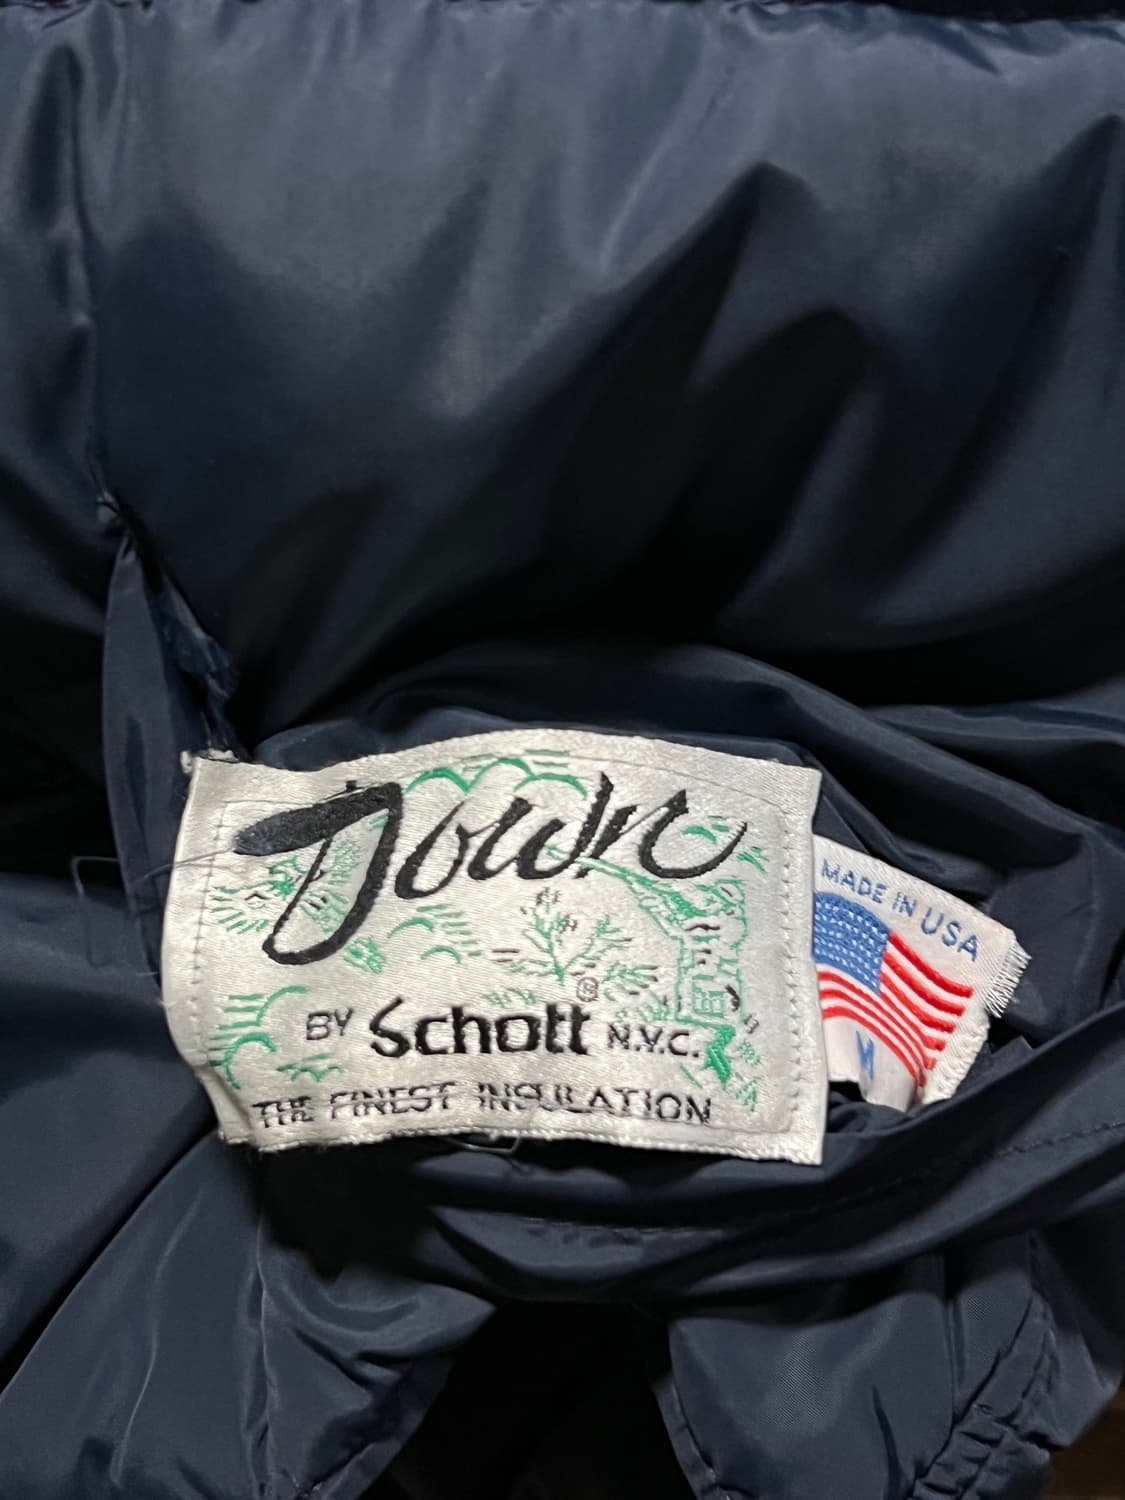 Down
BY Schott® N.Y.C.
THE FINEST INSULATION
MADE IN USA
M